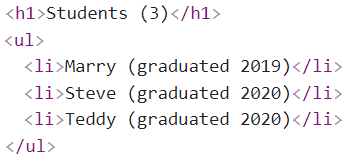 <h1>Students (3)</h1>
<ul>
  <li>Marry (graduated 2019)</li>
  <li>Steve (graduated 2020)</li>
  <li>Teddy (graduated 2020)</li>
</ul>